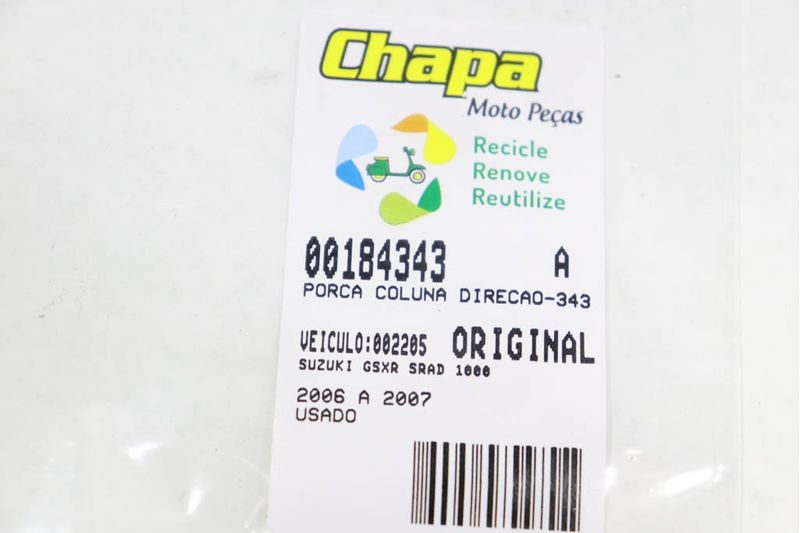 Chapa
Moto Peças
Recicle
Renove
Reutilize
00184343 A
PORCA COLUNA DIRECAO-343
VEICULO:002205 ORIGINAL
SUZUKI GSXR SRAD 1000
2006 A 2007
USADO